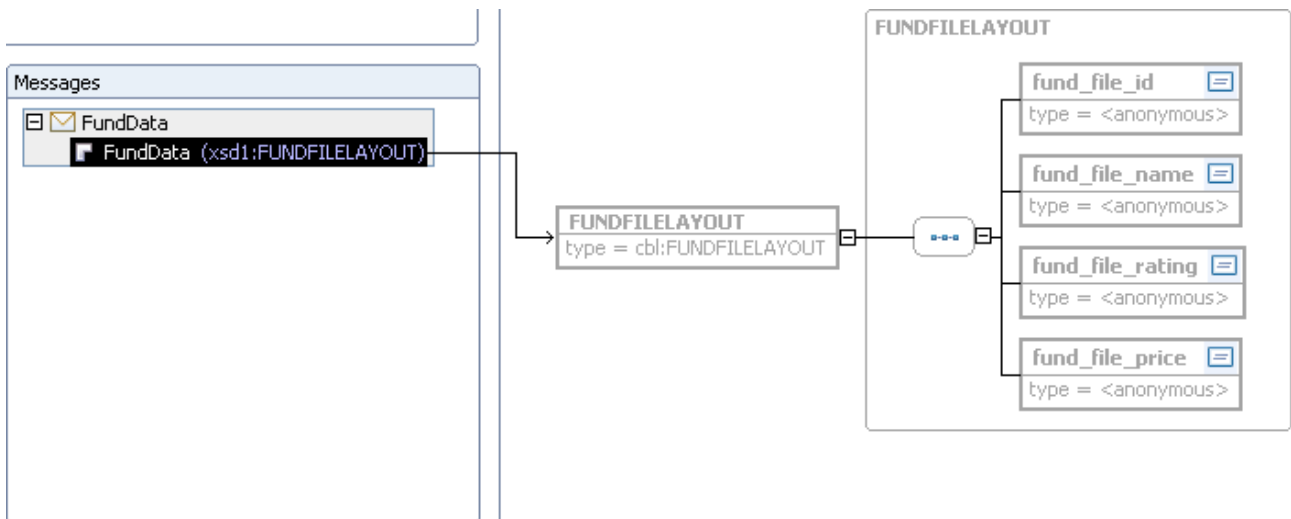 Messages
FundData
FundData (xsd1:FUNDFILELAYOUT)
FUNDFILELAYOUT
type = cbl:FUNDFILELAYOUT
FUNDFILELAYOUT
fund_file_id
type = <anonymous>
fund_file_name
type = <anonymous>
fund_file_rating
type = <anonymous>
fund_file_price
type = <anonymous>